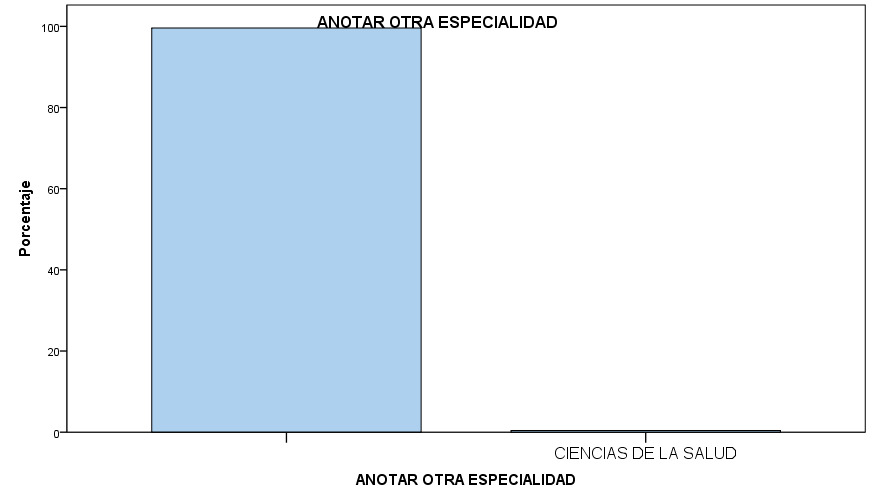 ANOTAR OTRA ESPECIALIDAD
100
80
60
40
20
0
Porcentaje
CIENCIAS DE LA SALUD
ANOTAR OTRA ESPECIALIDAD